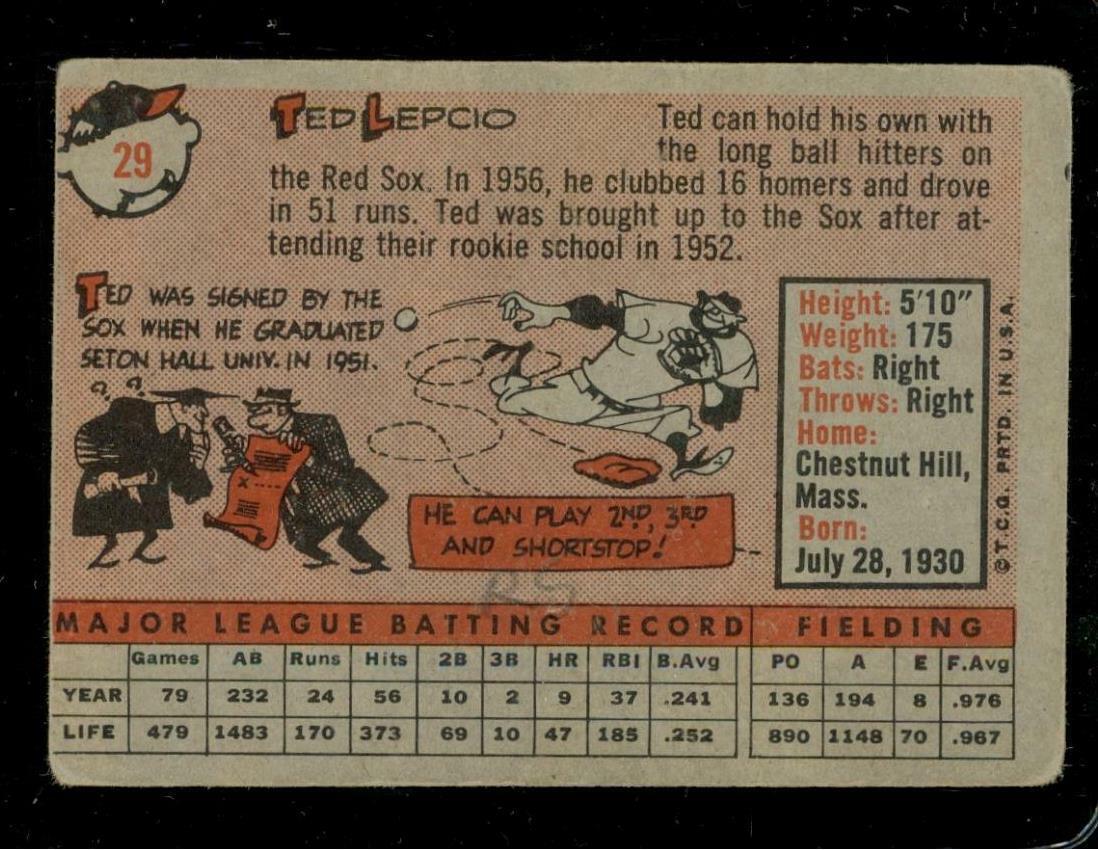 29
TED LEPCIO
Ted can hold his own with
the long ball hitters on
the Red Sox. In 1956, he clubbed 16 homers and drove
in 51 runs. Ted was brought up to the Sox after at-
tending their rookie school in 1952.
TED WAS SIGNED BY THE
SOX WHEN HE GRADUATED
SETON HALL UNIV. IN 1951.
? ?
X
HE CAN PLAY 2ND, 3RD
AND SHORTSTOP!
Height: 5'10"
Weight: 175
Bats: Right
Throws: Right
Home:
Chestnut Hill,
Mass.
Born:
July 28, 1930
© T.C.G. PRTD. IN U.S.A.
RS
MAJOR LEAGUE BATTING RECORD FIELDING
Games AB Runs Hits 2B 3B HR RBI B.Avg PO A E F.Avg
YEAR 79 232 24 56 10 2 9 37 .241 136 194 8 .976
LIFE 479 1483 170 373 69 10 47 185 .252 890 1148 70 .967